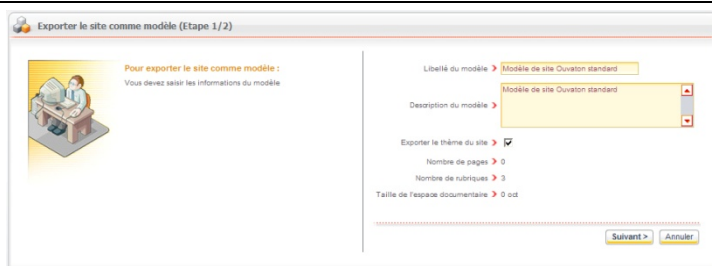 Exporter le site comme modèle (Etape 1/2)
Pour exporter le site comme modèle :
Vous devez saisir les informations du modèle
Libellé du modèle Modèle de site Ouvaton standard
Description du modèle Modèle de site Ouvaton standard
Exporter le thème du site
Nombre de pages 0
Nombre de rubriques 3
Taille de l'espace documentaire 0 oct
Suivant > Annuler